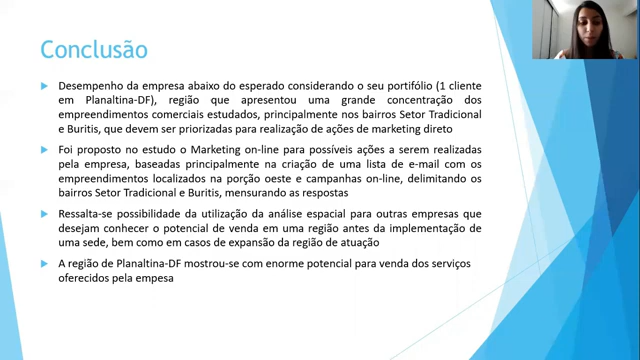 Conclusão
Desempenho da empresa abaixo do esperado considerando o seu portifólio (1 cliente
em Planaltina-DF), região que apresentou uma grande concentração dos
empreendimentos comerciais estudados, principalmente nos bairros Setor Tradicional
e Buritis, que devem ser priorizadas para realização de ações de marketing direto
Foi proposto no estudo o Marketing on-line para possíveis ações a serem realizadas
pela empresa, baseadas principalmente na criação de uma lista de e-mail com os
empreendimentos localizados na porção oeste e campanhas on-line, delimitando os
bairros Setor Tradicional e Buritis, mensurando as respostas
Ressalta-se possibilidade da utilização da análise espacial para outras empresas que
desejam conhecer o potencial de venda em uma região antes da implementação de
uma sede, bem como em casos de expansão da região de atuação
A região de Planaltina-DF mostrou-se com enorme potencial para venda dos serviços
oferecidos pela empesa